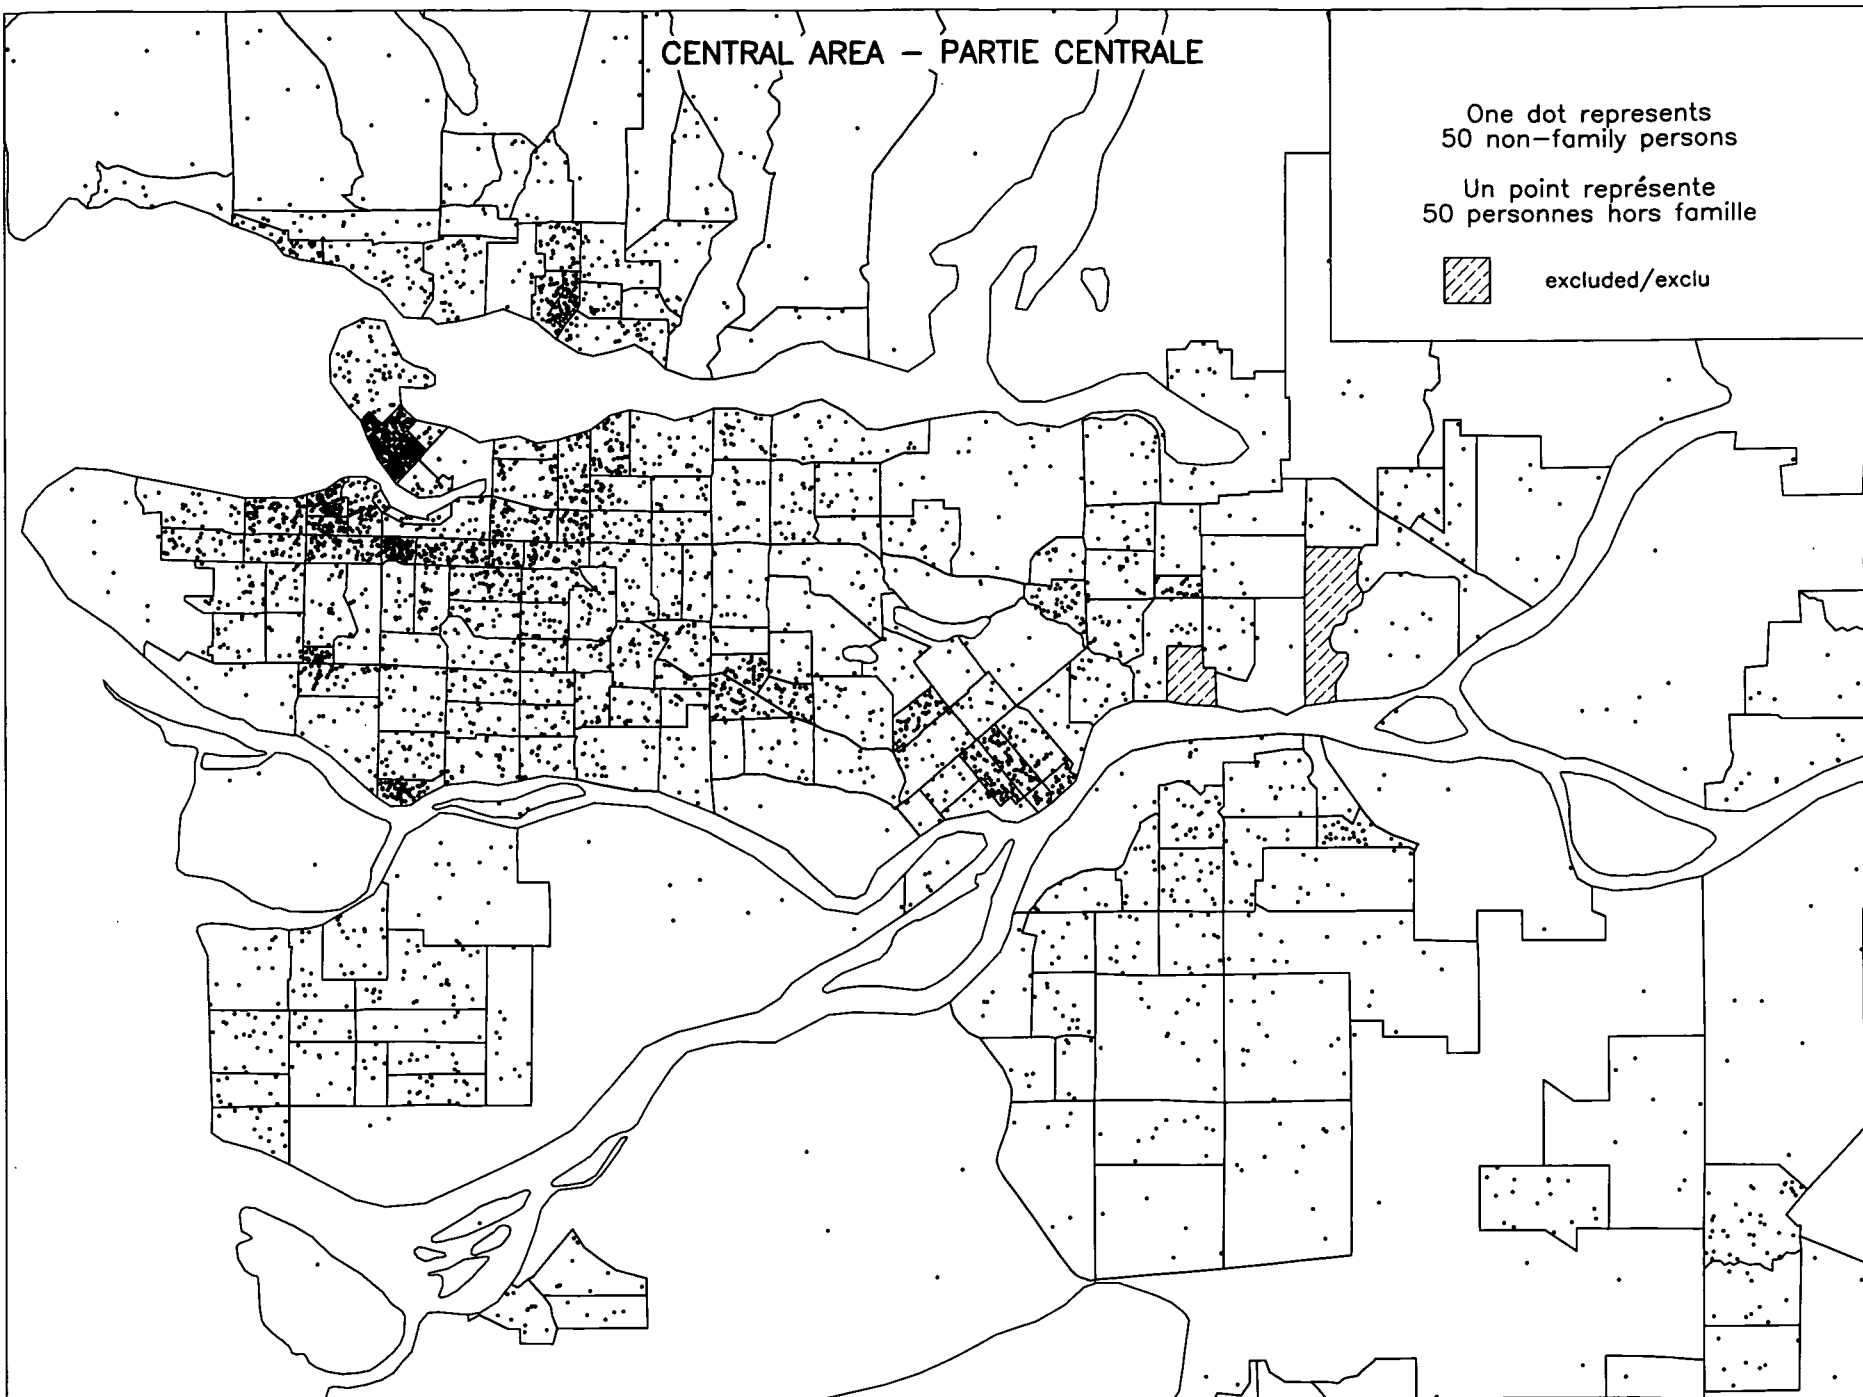 CENTRAL AREA – PARTIE CENTRALE
One dot represents
50 non-family persons
Un point représente
50 personnes hors famille
excluded/exclu